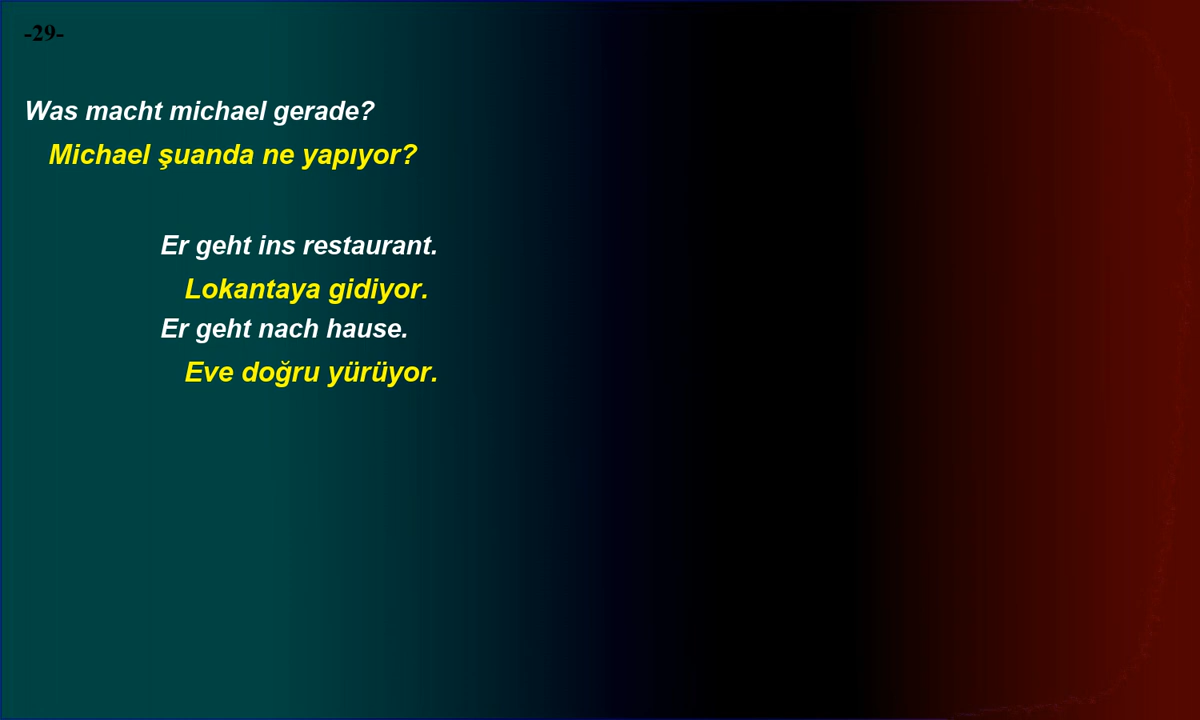 -29-
Was macht michael gerade?
Michael şuanda ne yapıyor?
Er geht ins restaurant.
Lokantaya gidiyor.
Er geht nach hause.
Eve doğru yürüyor.